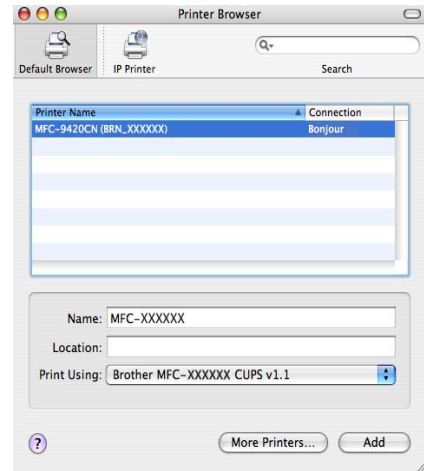 Printer Browser
Default Browser IP Printer Search
Printer Name Connection
MFC-9420CN (BRN_XXXXXX) Bonjour
Name: MFC-XXXXXX
Location:
Print Using: Brother MFC-XXXXXX CUPS v1.1
? More Printers... Add